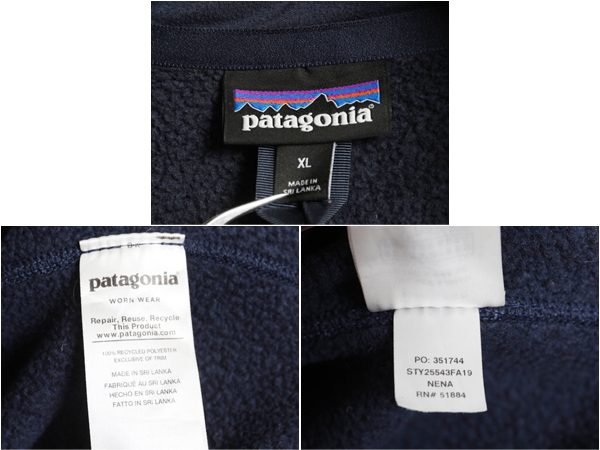 patagonia®
XL
MADE IN
SRI LANKA
patagonia®
WORN WEAR
Repair, Reuse, Recycle
This Product
www.patagonia.com
100% RECYCLED POLYESTER
EXCLUSIVE OF TRIM
MADE IN SRI LANKA
FABRIQUÉ AU SRI LANKA
HECHO EN SRI LANKA
FATTO IN SRI LANKA
PO: 351744
STY25543FA19
NENA
RN# 51884